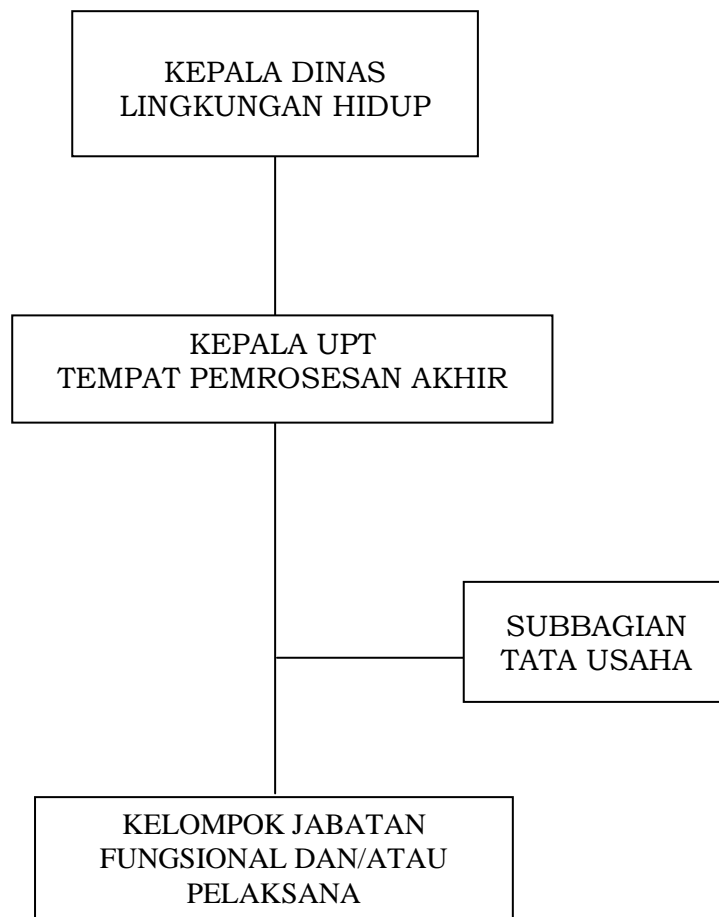 KEPALA DINAS
LINGKUNGAN HIDUP
KEPALA UPT
TEMPAT PEMROSESAN AKHIR
SUBBAGIAN
TATA USAHA
KELOMPOK JABATAN
FUNGSIONAL DAN/ATAU
PELAKSANA